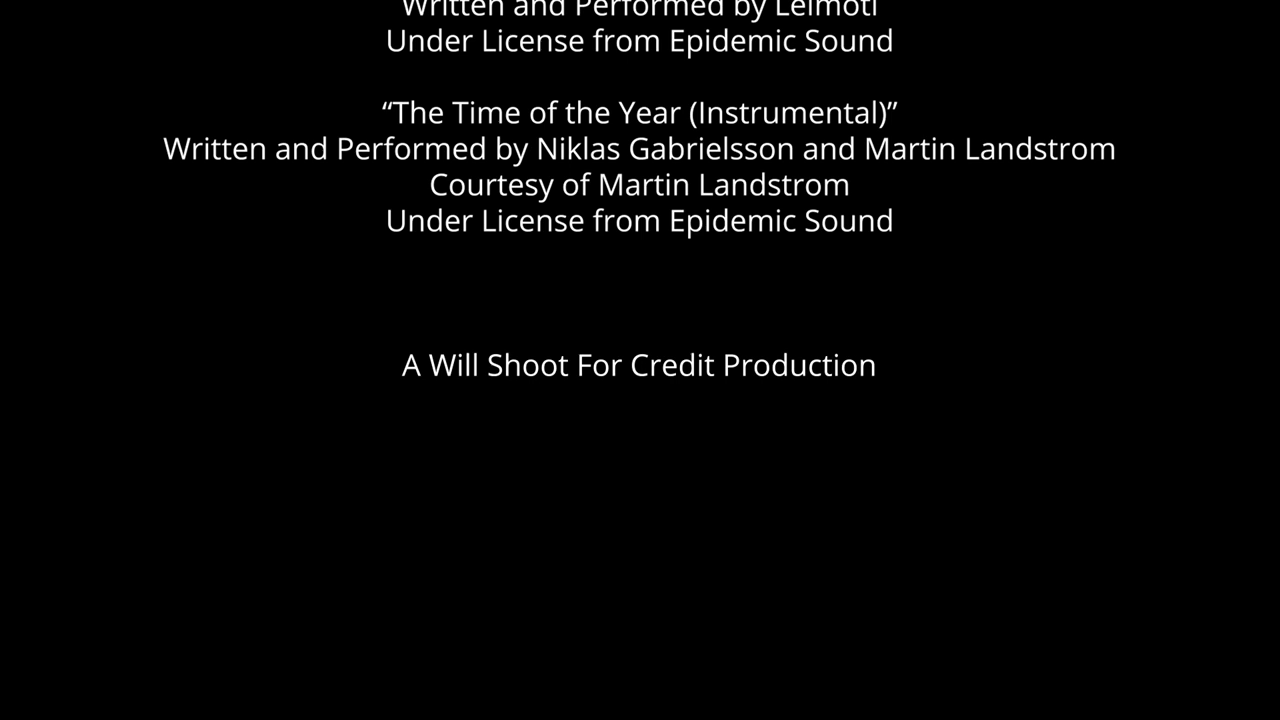 Written and Performed by Leimoti
Under License from Epidemic Sound
“The Time of the Year (Instrumental)”
Written and Performed by Niklas Gabrielsson and Martin Landstrom
Courtesy of Martin Landstrom
Under License from Epidemic Sound
A Will Shoot For Credit Production